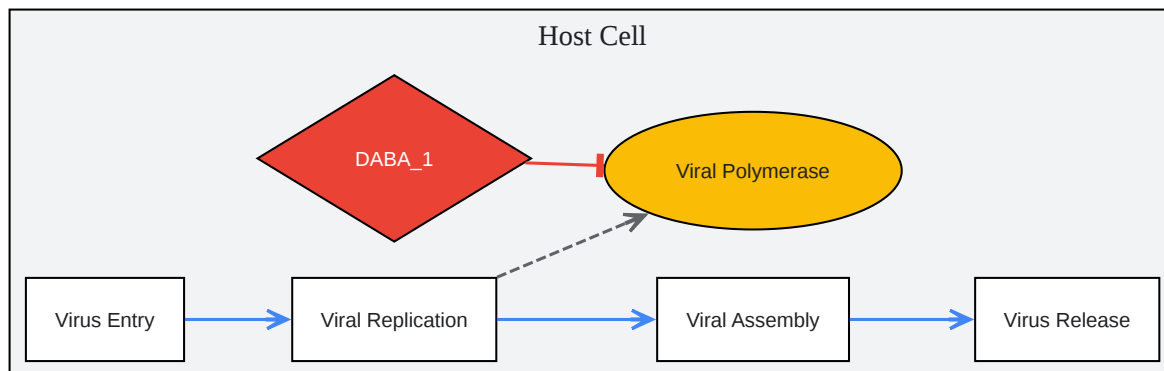 Host Cell
DABA_1
Viral Polymerase
Virus Entry
Viral Replication
Viral Assembly
Virus Release